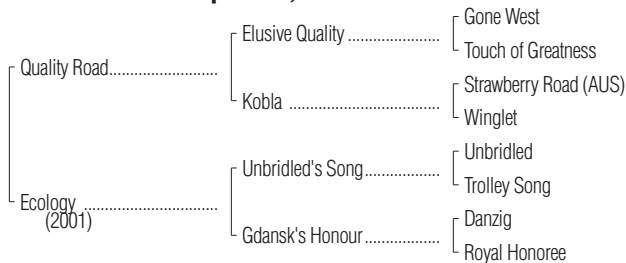 Gone West
Elusive Quality ....................
Touch of Greatness
Quality Road.......................
Strawberry Road (AUS)
Kobla .................................
Winglet
Unbridled
Unbridled's Song................
Trolley Song
Ecology .............................
(2001)
Danzig
Gdansk's Honour................
Royal Honoree